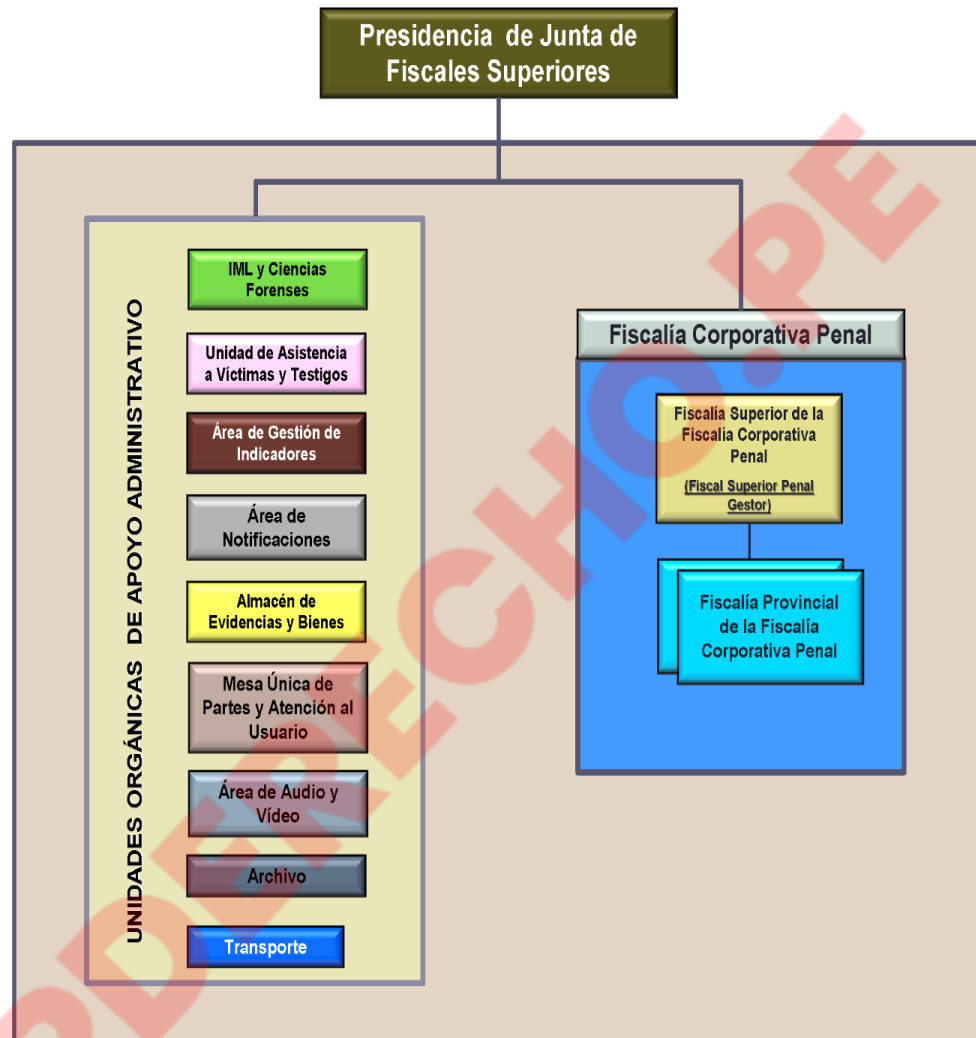 Presidencia de Junta de
Fiscales Superiores
UNIDADES ORGÁNICAS DE APOYO ADMINISTRATIVO
IML y Ciencias
Forenses
Unidad de Asistencia
a Víctimas y Testigos
Área de Gestión de
Indicadores
Área de
Notificaciones
Almacén de
Evidencias y Bienes
Mesa Única de
Partes y Atención al
Usuario
Área de Audio y
Vídeo
Archivo
Transporte
Fiscalía Corporativa Penal
Fiscalía Superior de la
Fiscalía Corporativa
Penal
(Fiscal Superior Penal
Gestor)
Fiscalía Provincial
de la Fiscalía
Corporativa Penal
PDERECHO.PE